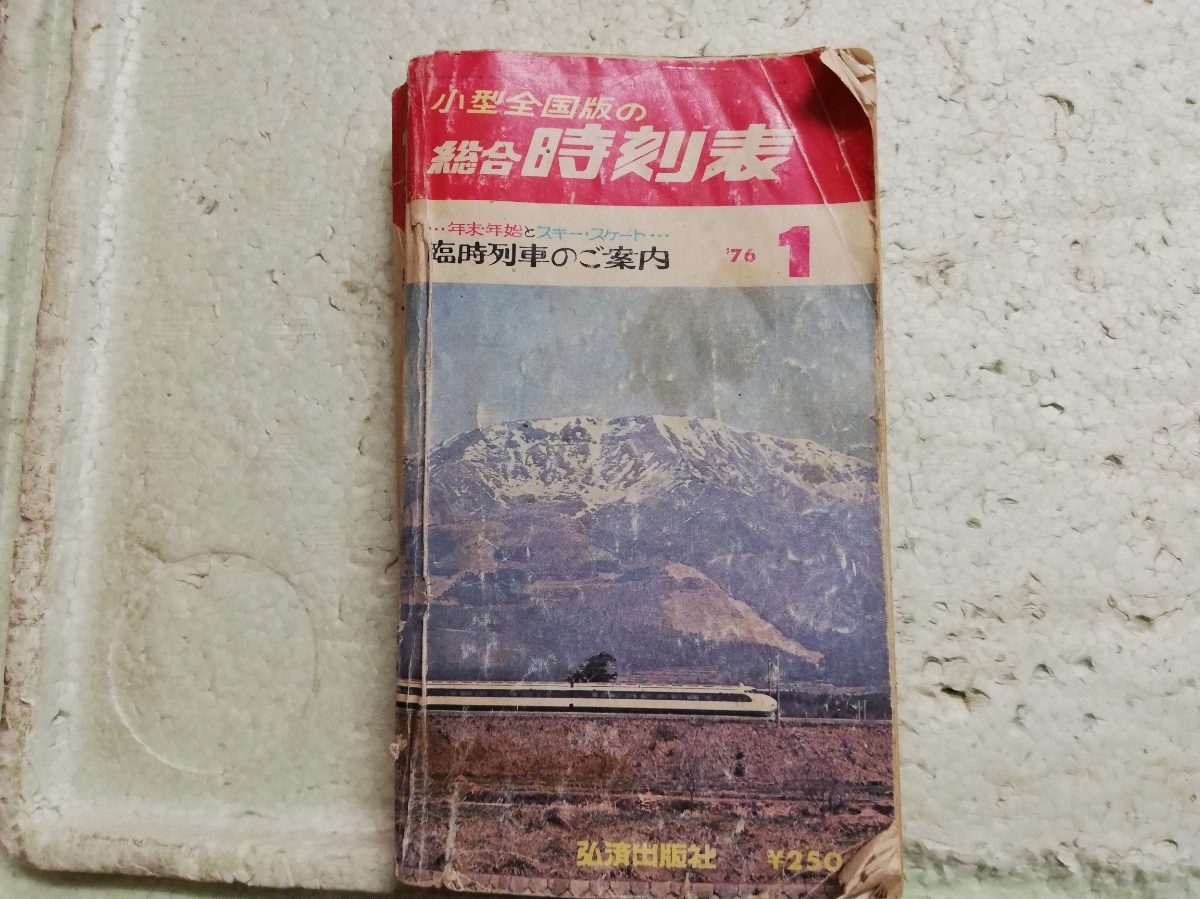 小型全国版の
総合時刻表
…年末・年始とスキー・スケート…
臨時列車のご案内 '76 1
弘済出版社 ¥250